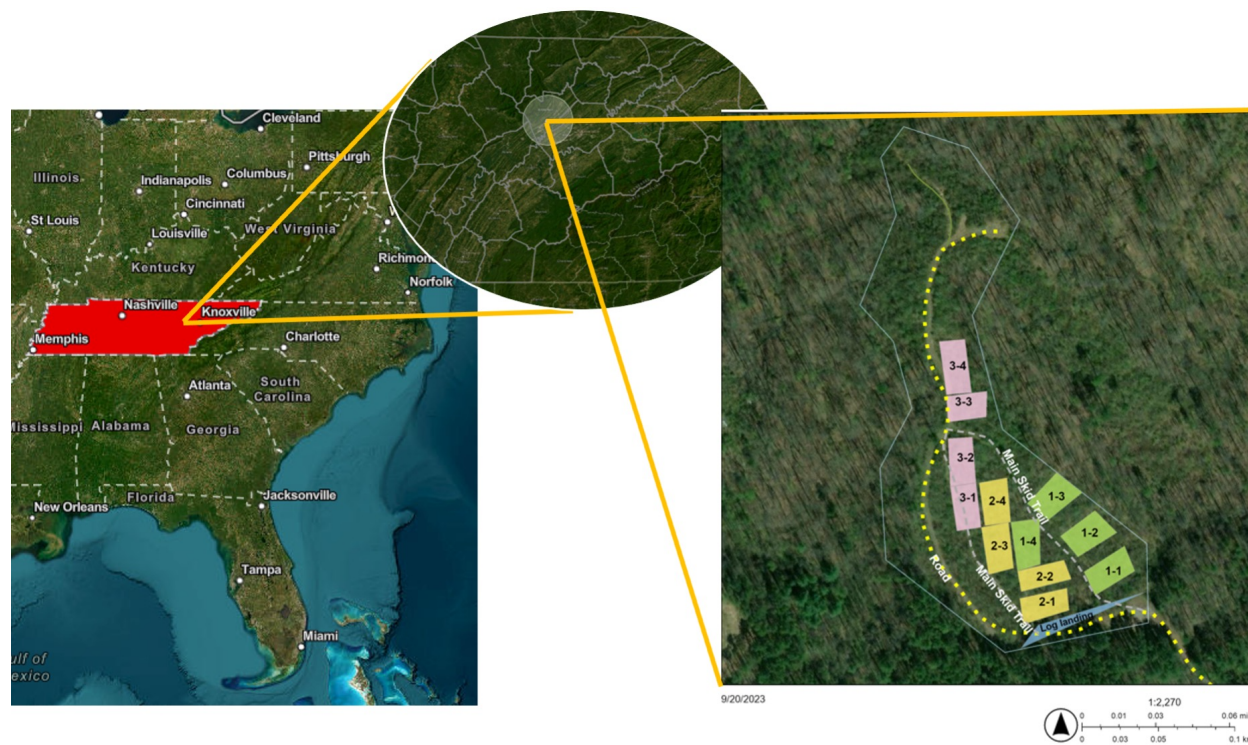 Cleveland
Pittsburgh
Illinois
Indianapolis
Columbus
Cincinnati
St Louis
Louisville
West Virginia
W
Richmon
Kentucky
Norfolk
Nashville
Knoxville
Memphis
Charlotte
Atlanta
South
Carolina
Mississippi
Alabama
Georgia
Florida
Jacksonville
New Orleans
Tampa
Miami
ulf of
exico
3-4
3-3
3-2
3-1
Main Skid Trail
2-4
1-3
2-3
1-4
1-2
2-2
1-1
2-1
Road
Main Skid Trail
Log landing
9/20/2023
1:2,270
0 0.01 0.03 0.06 mi
0 0.03 0.05 0.1 k